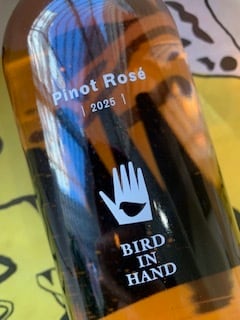 Pinot Rosé
| 2025 |
BIRD
IN
HAND